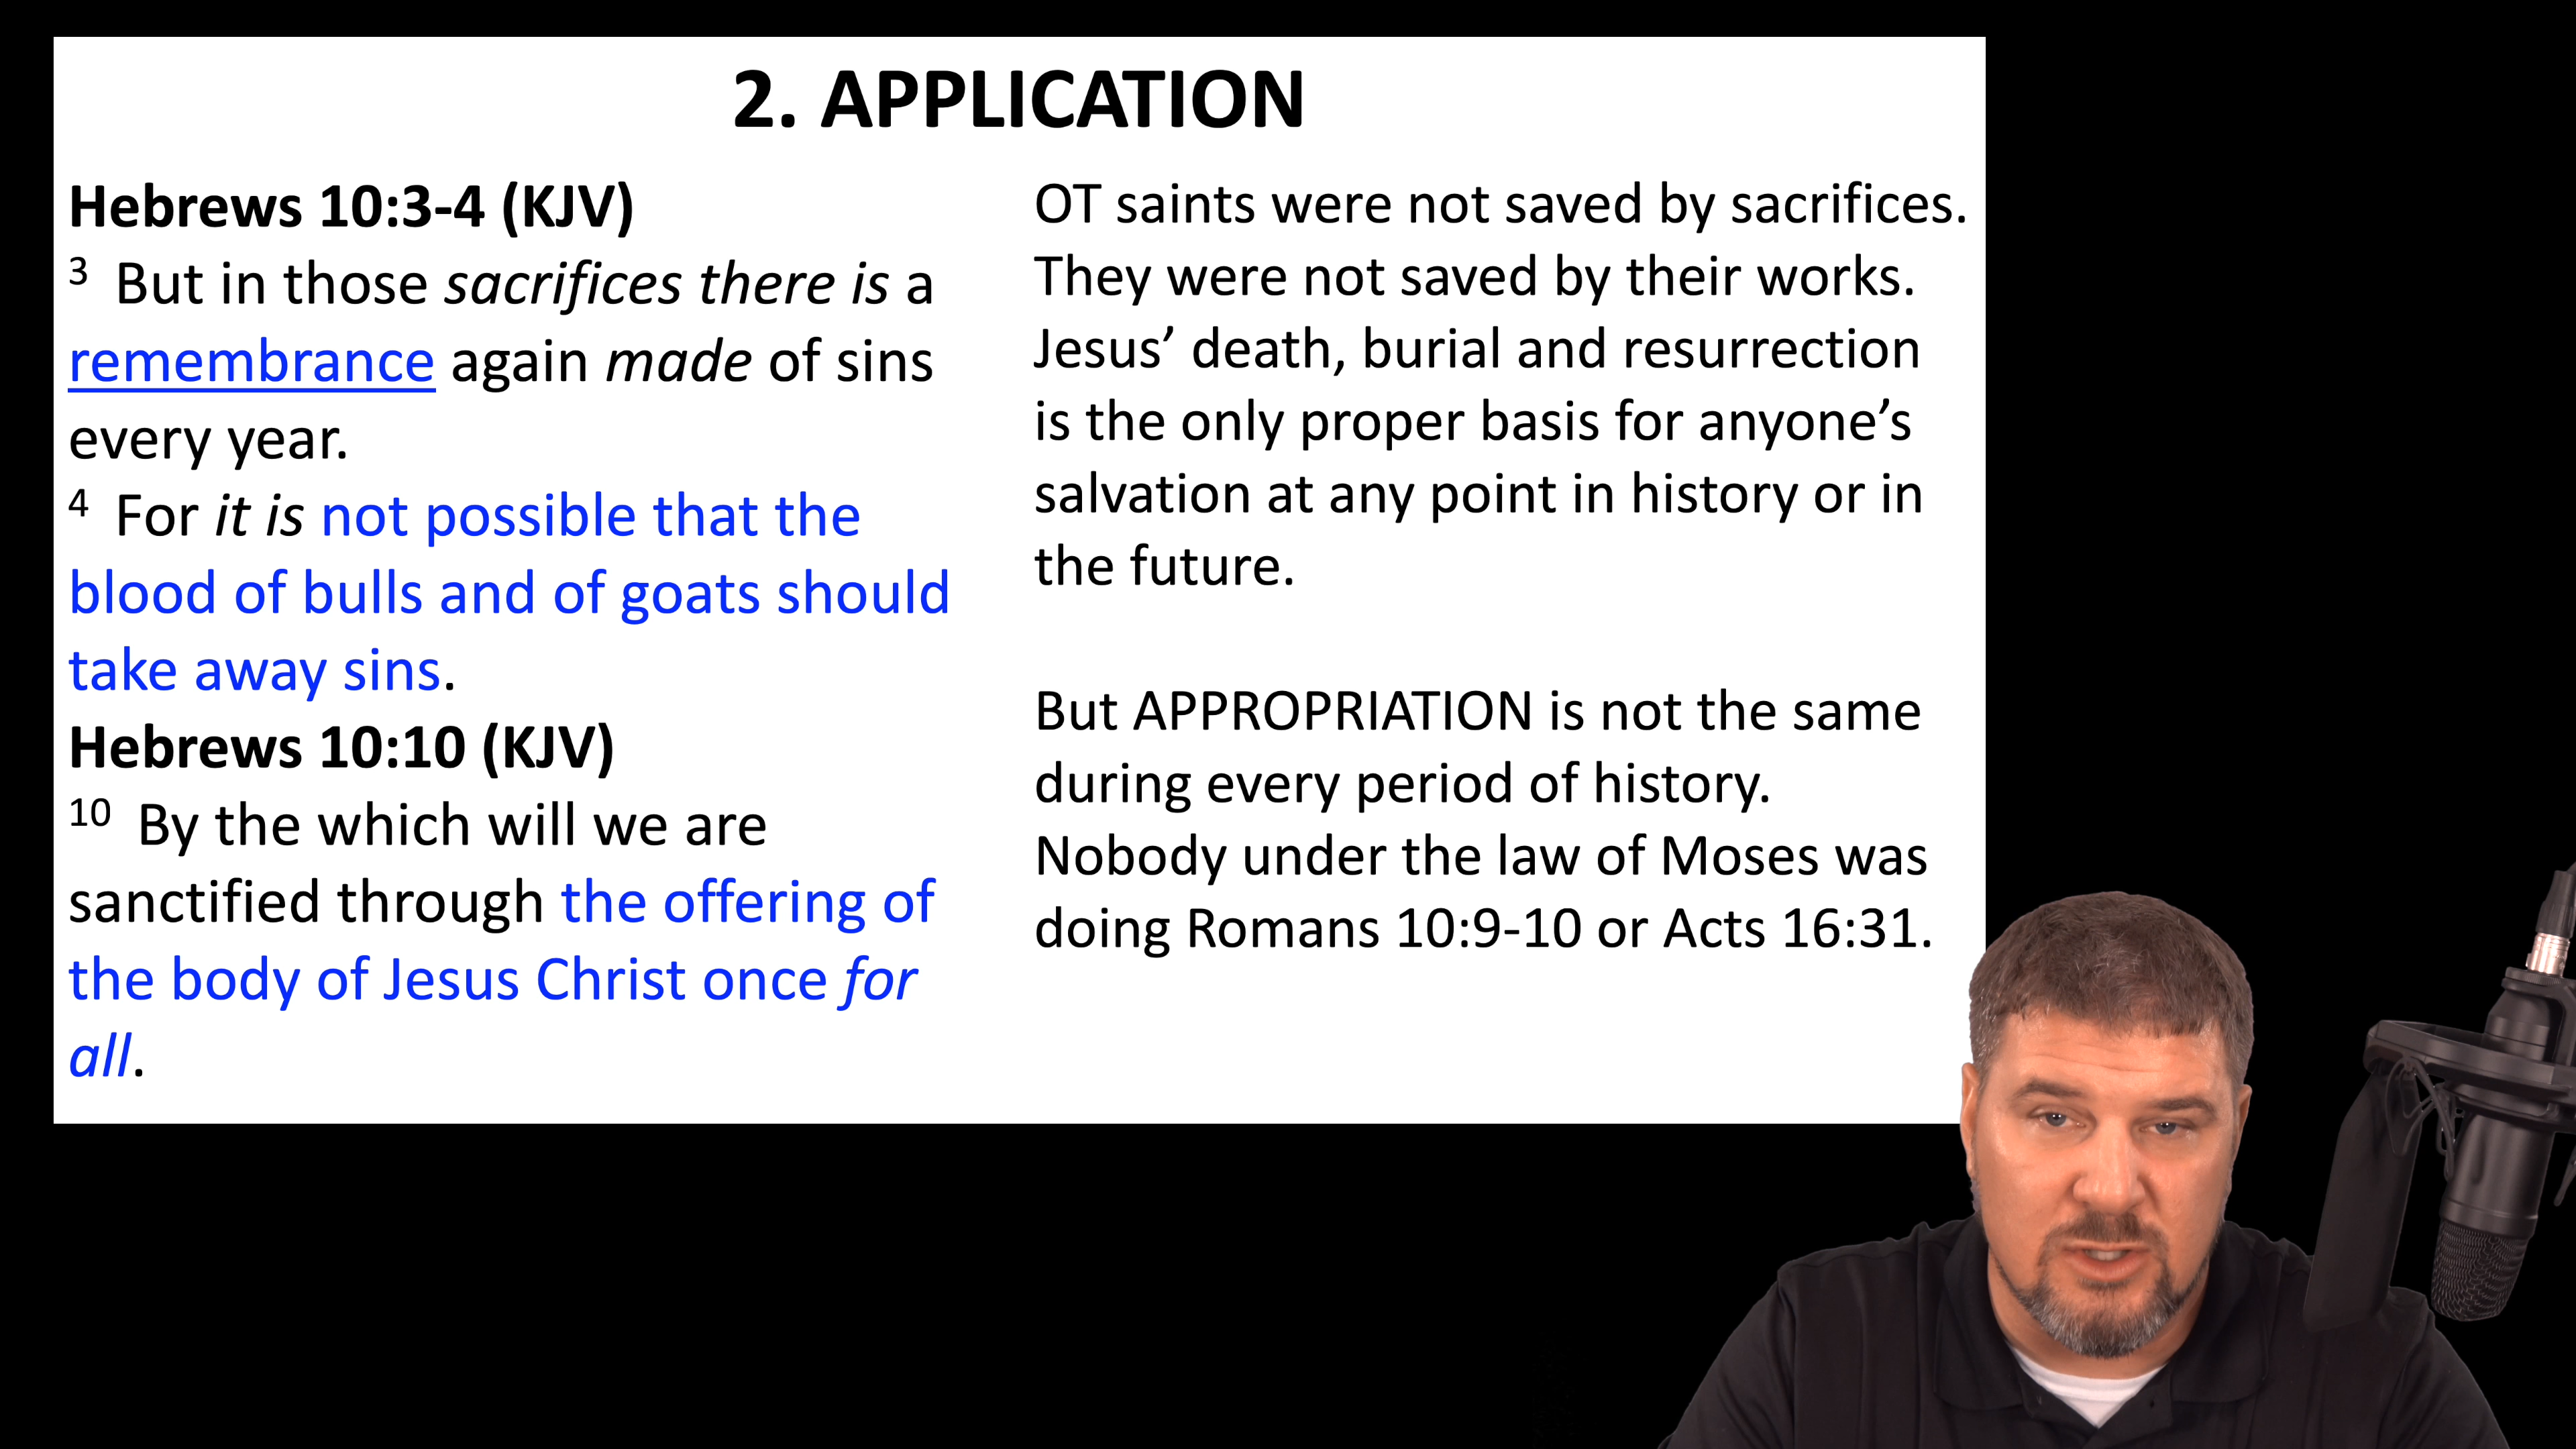 2. APPLICATION
Hebrews 10:3-4 (KJV)
3 But in those sacrifices there is a
remembrance again made of sins
every year.
4 For it is not possible that the
blood of bulls and of goats should
take away sins.
Hebrews 10:10 (KJV)
10 By the which will we are
sanctified through the offering of
the body of Jesus Christ once for
all.
OT saints were not saved by sacrifices.
They were not saved by their works.
Jesus’ death, burial and resurrection
is the only proper basis for anyone’s
salvation at any point in history or in
the future.
But APPROPRIATION is not the same
during every period of history.
Nobody under the law of Moses was
doing Romans 10:9-10 or Acts 16:31.